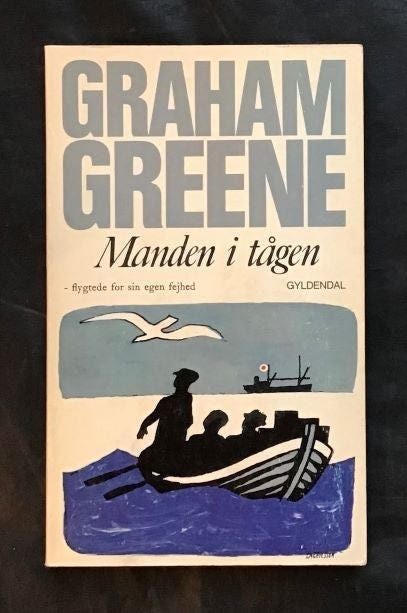 GRAHAM
GREENE
Manden i tågen
- flygtede for sin egen fejhed
GYLDENDAL